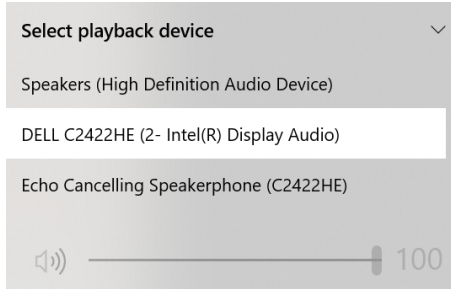 Select playback device
Speakers (High Definition Audio Device)
DELL C2422HE (2- Intel(R) Display Audio)
Echo Cancelling Speakerphone (C2422HE)
100